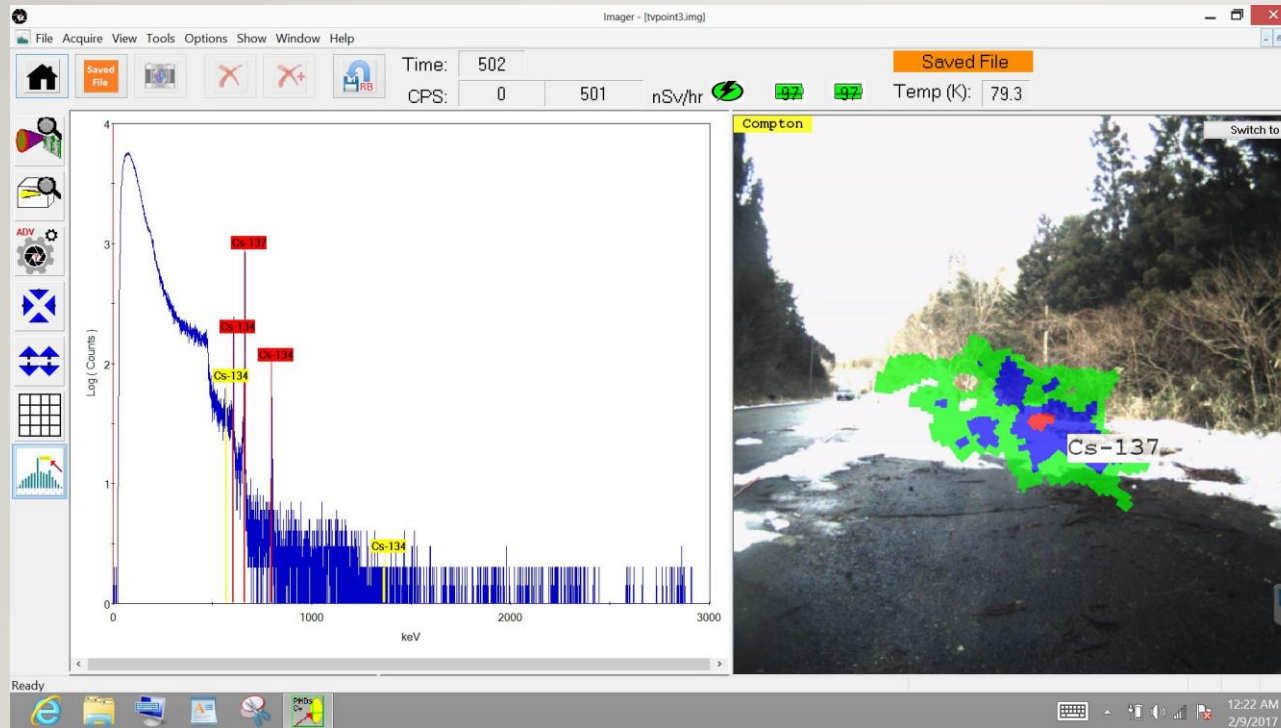 Imager - [tvpoint3.img]
File Acquire View Tools Options Show Window Help
Saved File
RB
Time: 502
CPS: 0 501 nSv/hr
97 97
Saved File
Temp (K): 79.3
ADV
Compton
Switch to
4
3
2
1
0
Log ( Counts )
Cs-137
Cs-134
Cs-134
Cs-134
Cs-134
0 1000 2000 3000
keV
Cs-137
Ready
PHDs
12:22 AM
2/9/2017